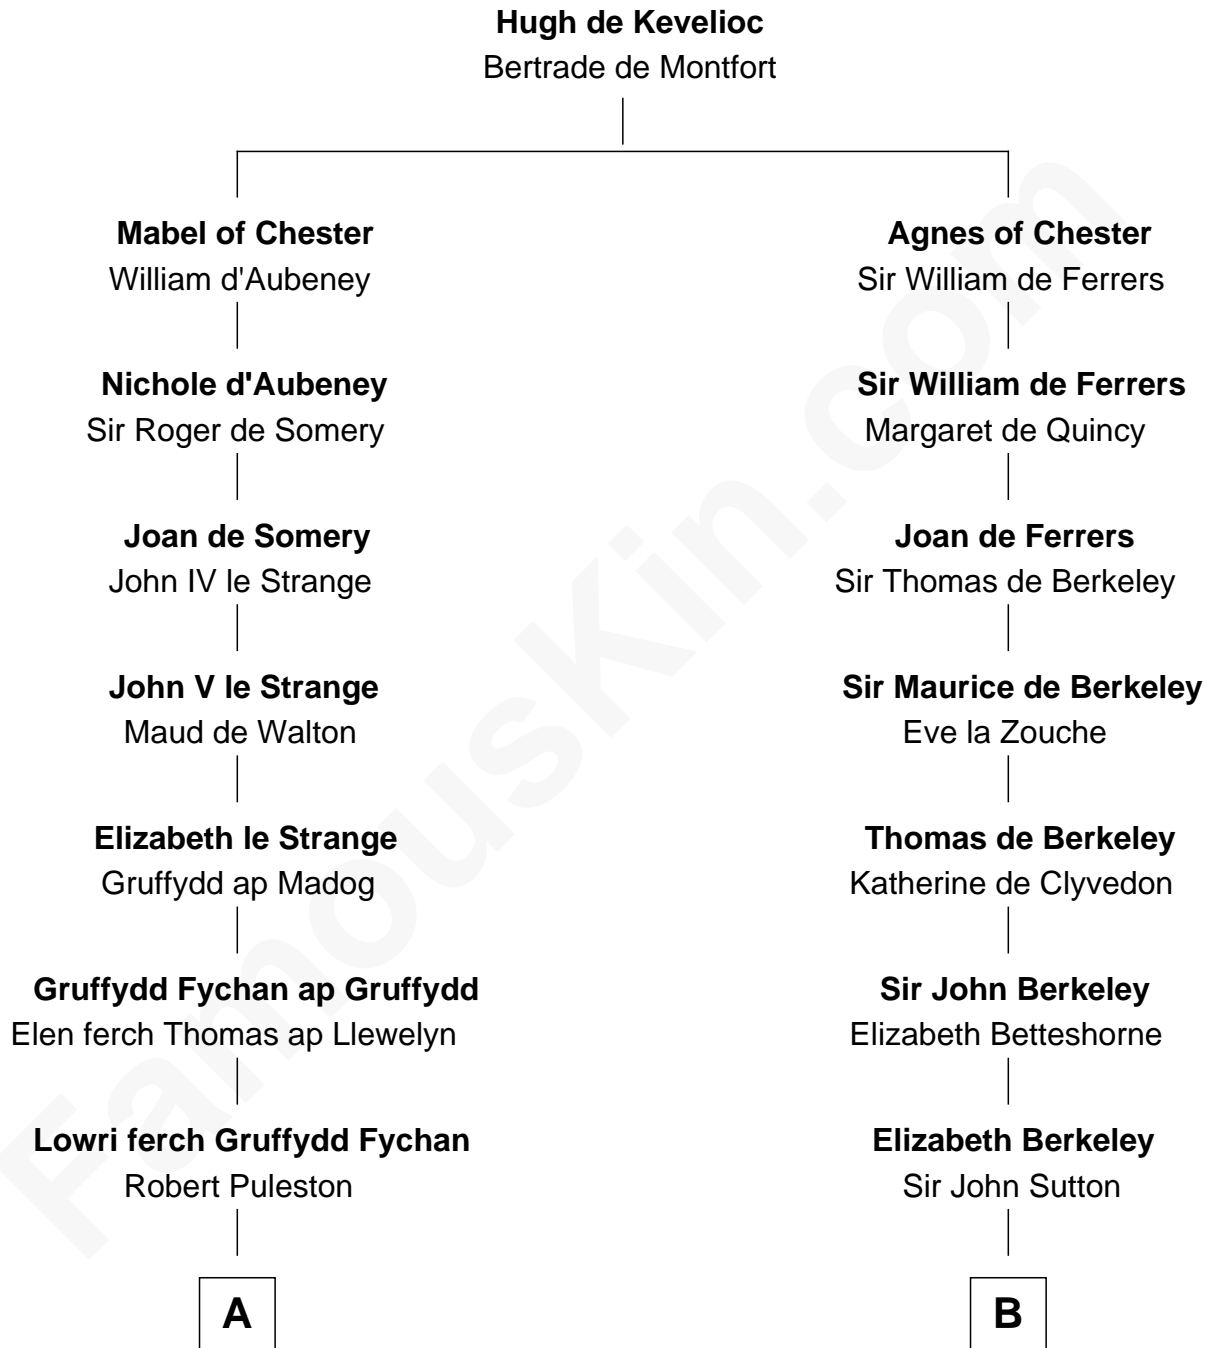 Hugh de Kevelioc
Bertrade de Montfort
Mabel of Chester
William d'Aubeney
Agnes of Chester
Sir William de Ferrers
Nichole d'Aubeney
Sir Roger de Somery
Sir William de Ferrers
Margaret de Quincy
Joan de Somery
John IV le Strange
Joan de Ferrers
Sir Thomas de Berkeley
John V le Strange
Maud de Walton
Sir Maurice de Berkeley
Eve la Zouche
Elizabeth le Strange
Gruffydd ap Madog
Thomas de Berkeley
Katherine de Clyvedon
Gruffydd Fychan ap Gruffydd
Elen ferch Thomas ap Llewelyn
Sir John Berkeley
Elizabeth Betteshorne
Lowri ferch Gruffydd Fychan
Robert Puleston
Elizabeth Berkeley
Sir John Sutton
A
B
FamousKin.com